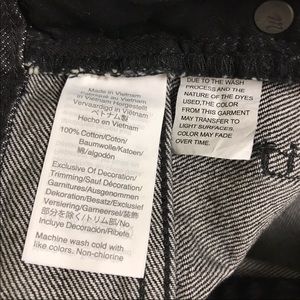 Made in Vietnam
Fabriqué au Vietnam
In Vietnam Hergestellt
Vervaardigd in Vietnam
ベトナム製
Hecho en Vietnam
100% Cotton/Coton/
Baumwolle/Katoen/
綿/algodón
Exclusive Of Decoration/
Trimming/Sauf Décoration/
Garnitures/Ausgenommen
Dekoration/Besatz/Exclusief
Versiering/Garneersel/装飾
部分を除く/トリム部/No
Incluye Decoración/Ribete
Machine wash cold with
like colors. Non-chlorine
DUE TO THE WASH
PROCESS AND THE
NATURE OF THE DYES
USED,THE COLOR
FROM THIS GARMENT
MAY TRANSFER TO
LIGHT SURFACES.
COLOR MAY FADE
OVER TIME.